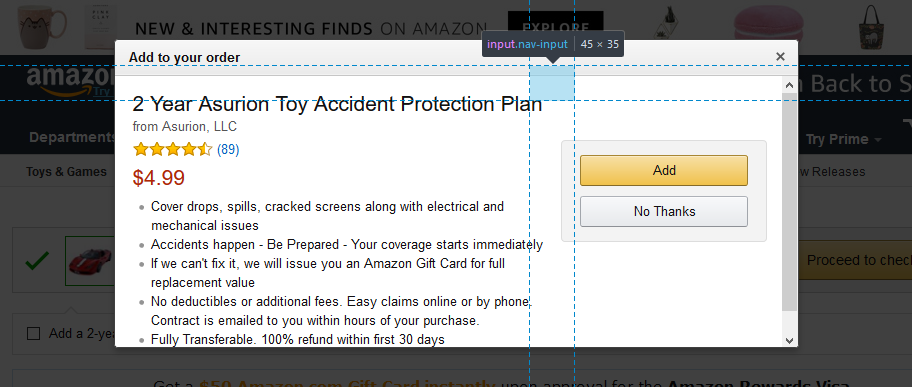 NEW & INTERESTING FINDS ON AMAZON EXPLORE
input.nav-input 45 × 35
Add to your order
amazon
Try
Back to S
2 Year Asurion Toy Accident Protection Plan
from Asurion, LLC
Departments
Try Prime
(89)
Toys & Games
Add
w Releases
$4.99
Cover drops, spills, cracked screens along with electrical and
mechanical issues
No Thanks
Accidents happen - Be Prepared - Your coverage starts immediately
If we can't fix it, we will issue you an Amazon Gift Card for full
replacement value
Proceed to check
No deductibles or additional fees. Easy claims online or by phone.
Contract is emailed to you within hours of your purchase.
Add a 2-yea
Fully Transferable. 100% refund within first 30 days
Get a $50 Amazon.com Gift Card instantly upon approval for the Amazon Rewards Visa